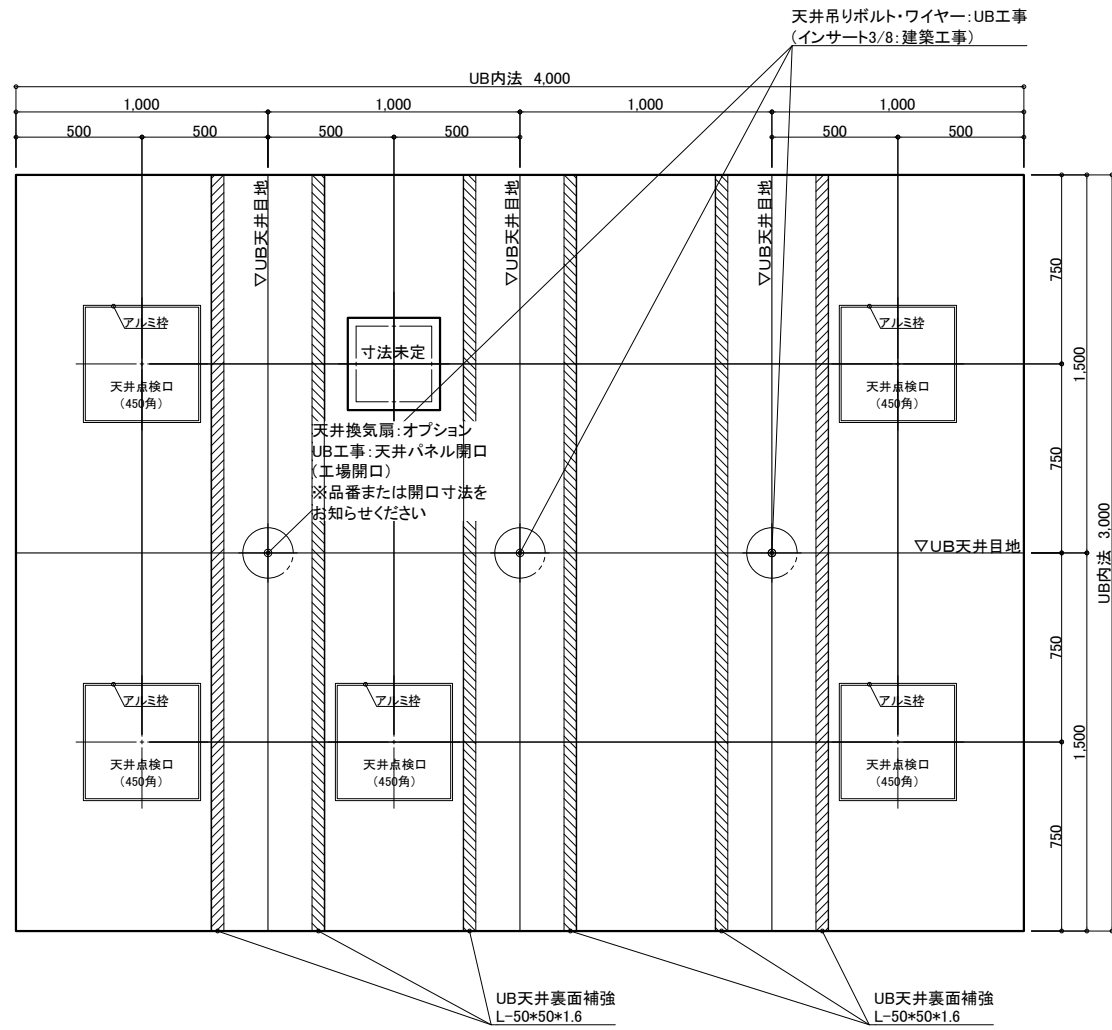 天井吊りボルト・ワイヤー:UB工事
(インサート3/8:建築工事)
UB内法 4,000
1,000
1,000
1,000
1,000
500
500
500
500
500
500
▽UB天井目地
▽UB天井目地
▽UB天井目地
アルミ枠
天井点検口
(450角)
寸法未定
アルミ枠
天井点検口
(450角)
天井換気扇:オプション
UB工事:天井パネル開口
(工場開口)
※品番または開口寸法を
お知らせください
▽UB天井目地
アルミ枠
天井点検口
(450角)
アルミ枠
天井点検口
(450角)
アルミ枠
天井点検口
(450角)
750
750
750
750
1,500
1,500
UB内法 3,000
UB天井裏面補強
L-50*50*1.6
UB天井裏面補強
L-50*50*1.6